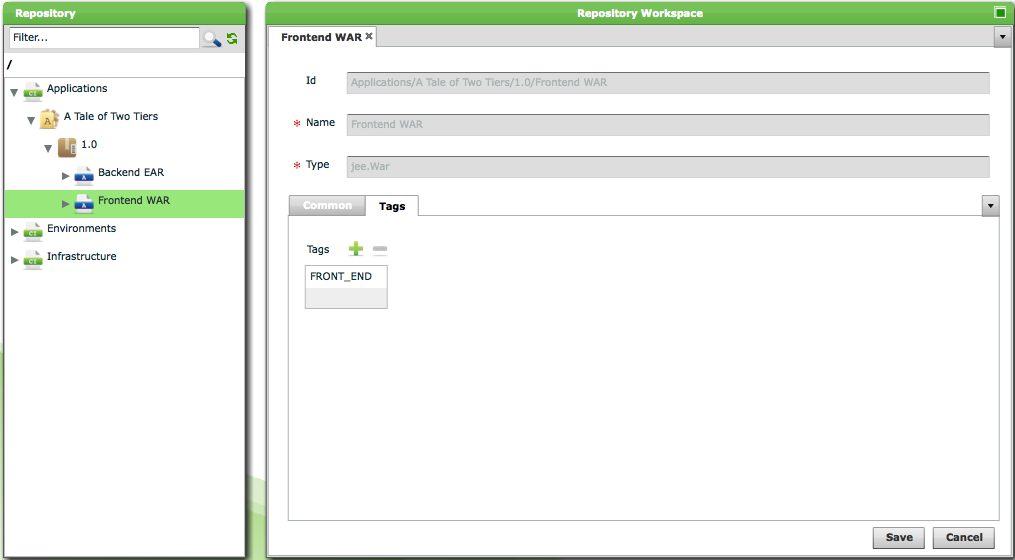 Repository
Filter...
/
Applications
A Tale of Two Tiers
1.0
Backend EAR
Frontend WAR
Environments
Infrastructure
Repository Workspace
Frontend WAR
Id Applications/A Tale of Two Tiers/1.0/Frontend WAR
* Name Frontend WAR
* Type jee.War
Common Tags
Tags
FRONT_END
Save Cancel